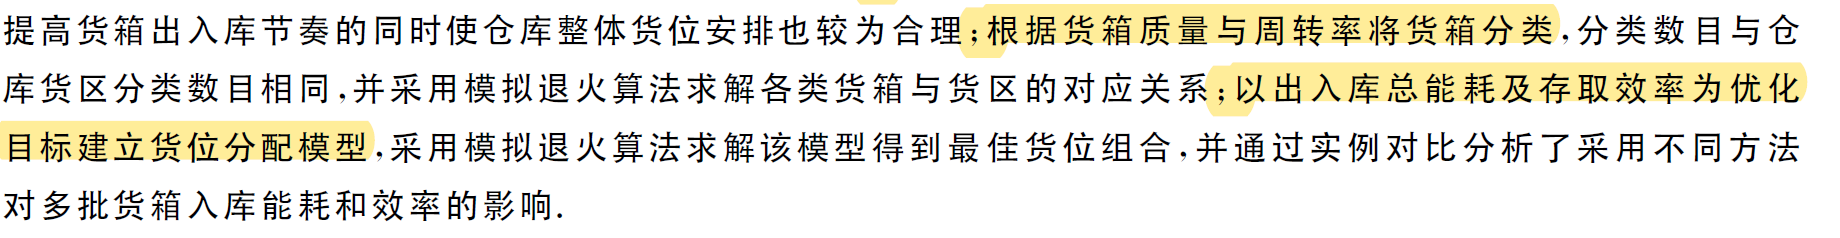 提高货箱出入库节奏的同时使仓库整体货位安排也较为合理;根据货箱质量与周转率将货箱分类,分类数目与仓
库货区分类数目相同,并采用模拟退火算法求解各类货箱与货区的对应关系;以出入库总能耗及存取效率为优化
目标建立货位分配模型,采用模拟退火算法求解该模型得到最佳货位组合,并通过实例对比分析了采用不同方法
对多批货箱入库能耗和效率的影响.